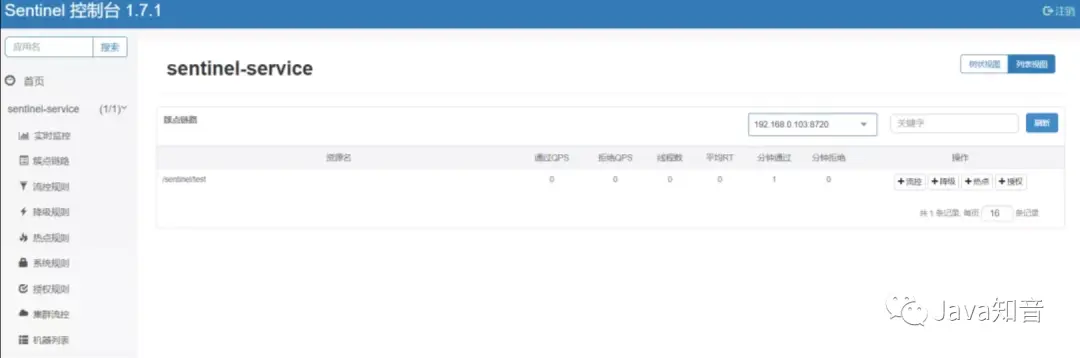 Sentinel 控制台 1.7.1
注销
应用名 搜索
首页
sentinel-service (1/1)
实时监控
簇点链路
流控规则
降级规则
热点规则
系统规则
授权规则
集群流控
机器列表
sentinel-service
树状视图 列表视图
簇点链路
192.168.0.103:8720
关键字
刷新
资源名 通过QPS 拒绝QPS 线程数 平均RT 分钟通过 分钟拒绝 操作
/sentinel/test 0 0 0 0 1 0 +流控 +降级 +热点 +授权
共 1 条记录, 每页 16 条记录
Java知音